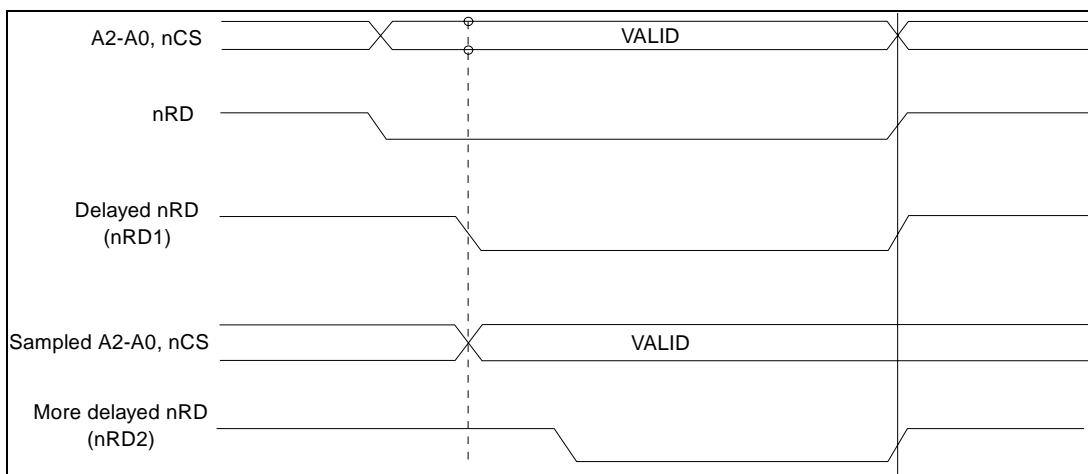 A2-A0, nCS
VALID
nRD
Delayed nRD
(nRD1)
Sampled A2-A0, nCS
VALID
More delayed nRD
(nRD2)